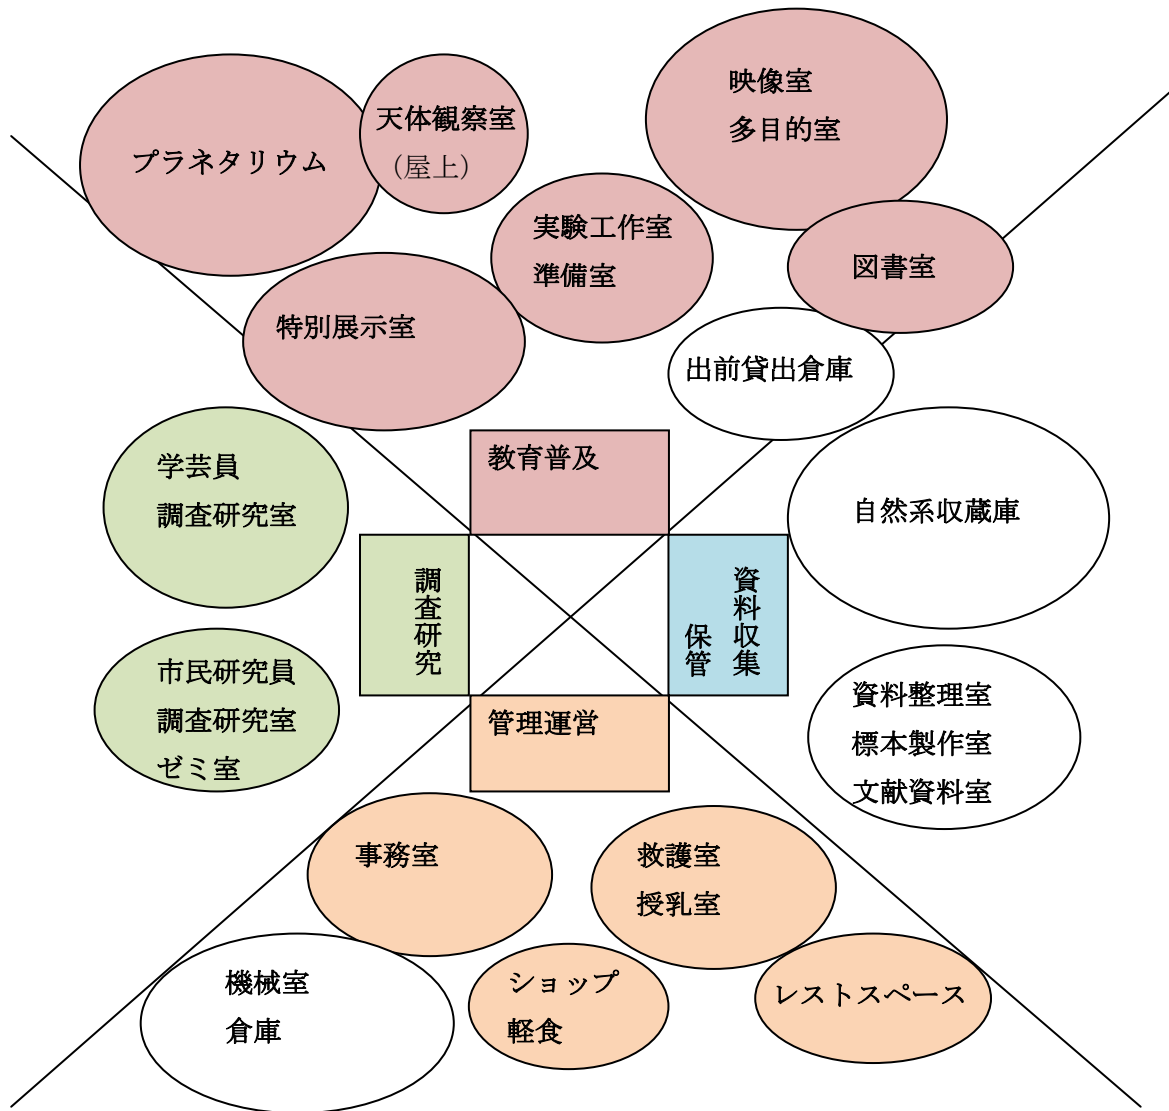 プラネタリウム
天体観察室
（屋上）
映像室
多目的室
実験工作室
準備室
図書室
特別展示室
出前貸出倉庫
教育普及
学芸員
調査研究室
自然系収蔵庫
調査研究
資料収集
保管
市民研究員
調査研究室
ゼミ室
資料整理室
標本製作室
文献資料室
管理運営
事務室
救護室
授乳室
機械室
倉庫
ショップ
軽食
レストスペース